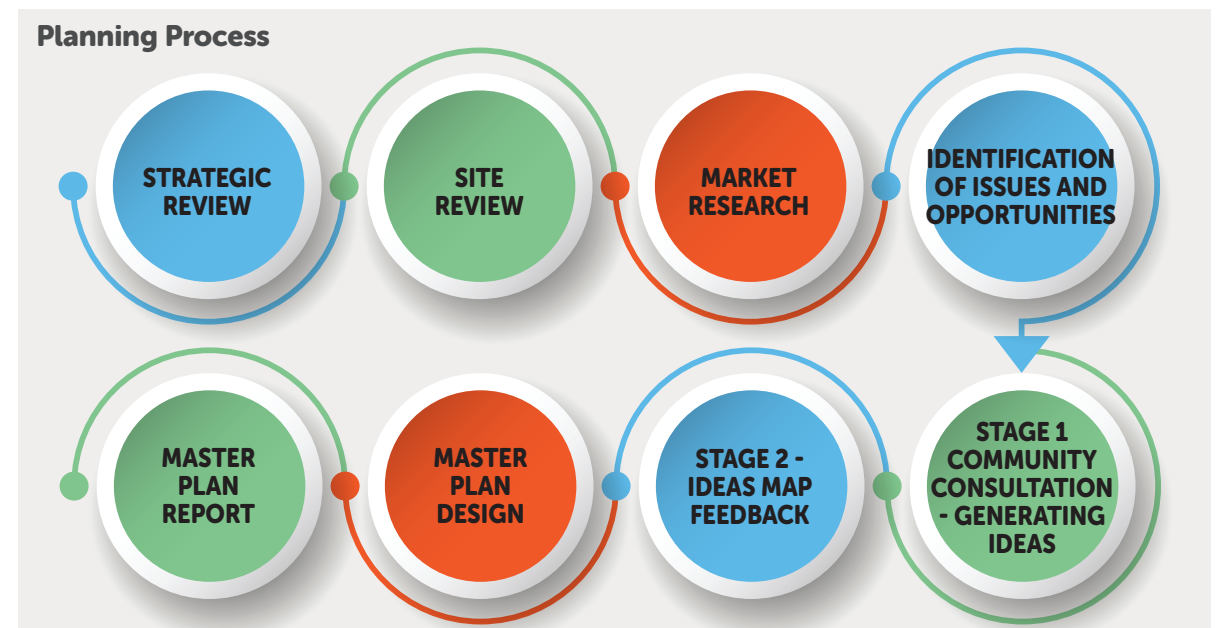 Planning Process
STRATEGIC
REVIEW
SITE
REVIEW
MARKET
RESEARCH
IDENTIFICATION
OF ISSUES AND
OPPORTUNITIES
STAGE 1
COMMUNITY
CONSULTATION
- GENERATING
IDEAS
STAGE 2 -
IDEAS MAP
FEEDBACK
MASTER
PLAN
DESIGN
MASTER
PLAN
REPORT